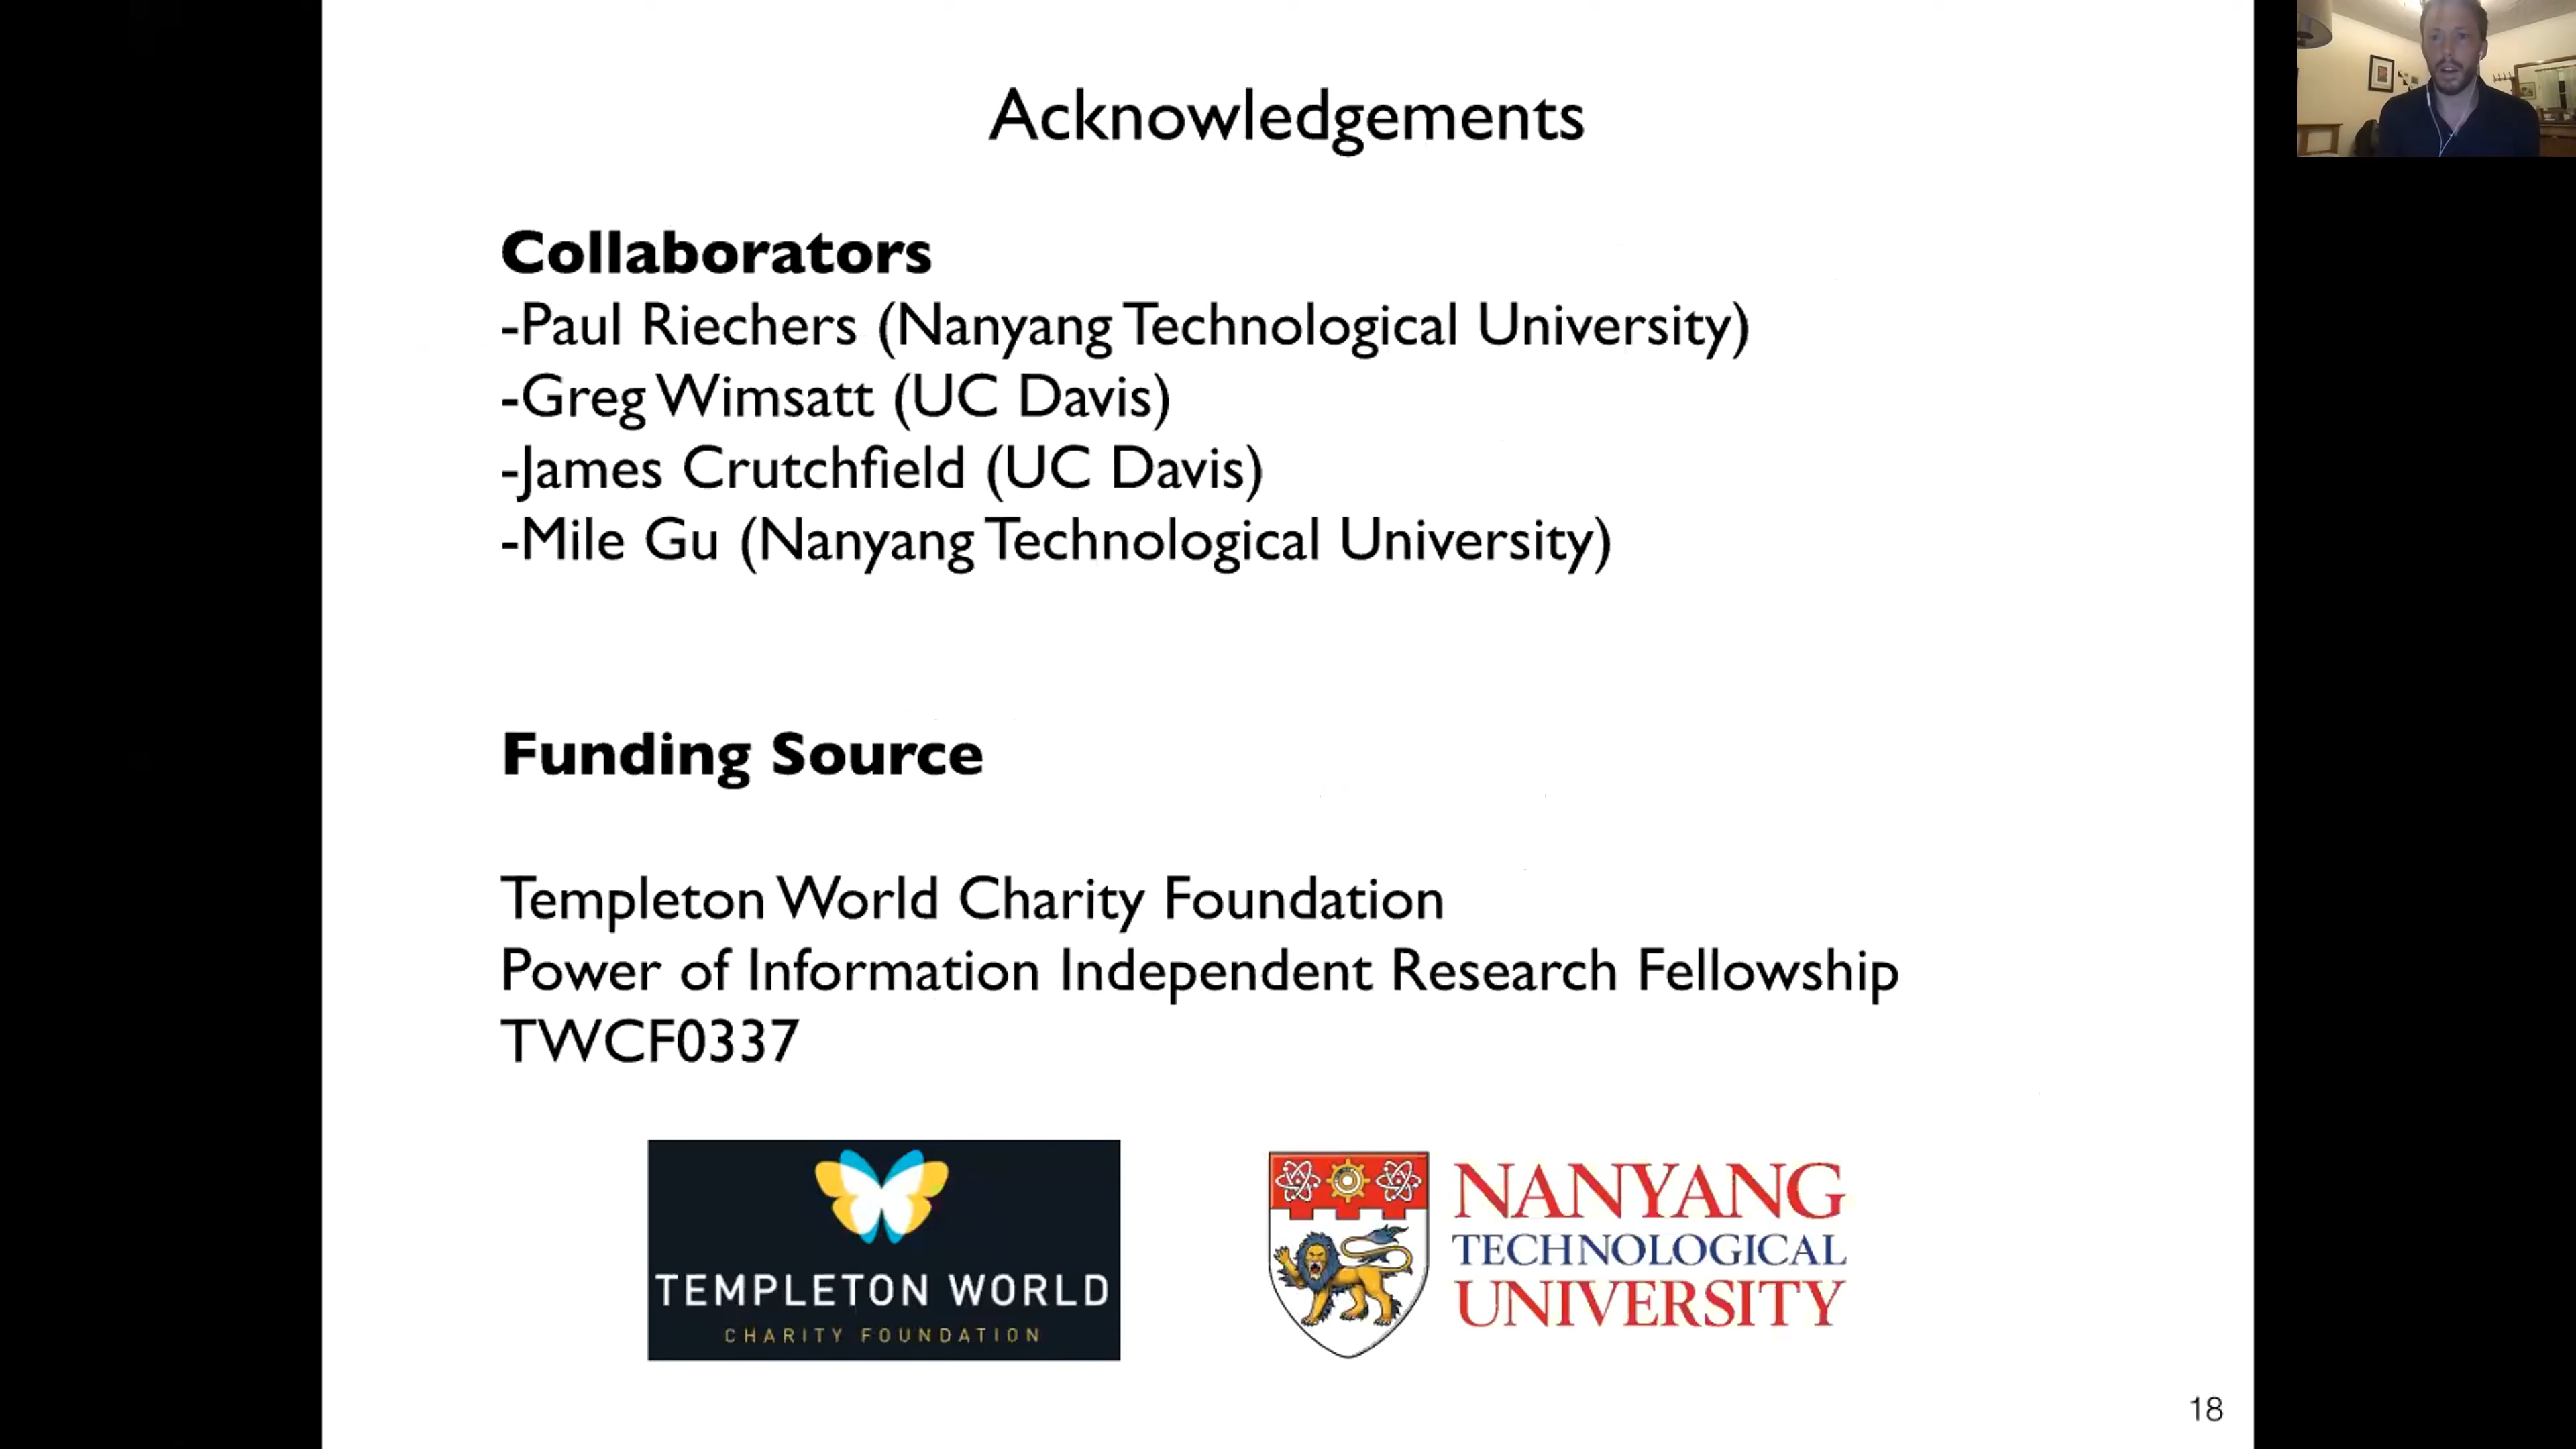 Acknowledgements
Collaborators
-Paul Riechers (Nanyang Technological University)
-Greg Wimsatt (UC Davis)
-James Crutchfield (UC Davis)
-Mile Gu (Nanyang Technological University)
Funding Source
Templeton World Charity Foundation
Power of Information Independent Research Fellowship
TWCF0337
TEMPLETON WORLD
CHARITY FOUNDATION
NANYANG
TECHNOLOGICAL
UNIVERSITY
18